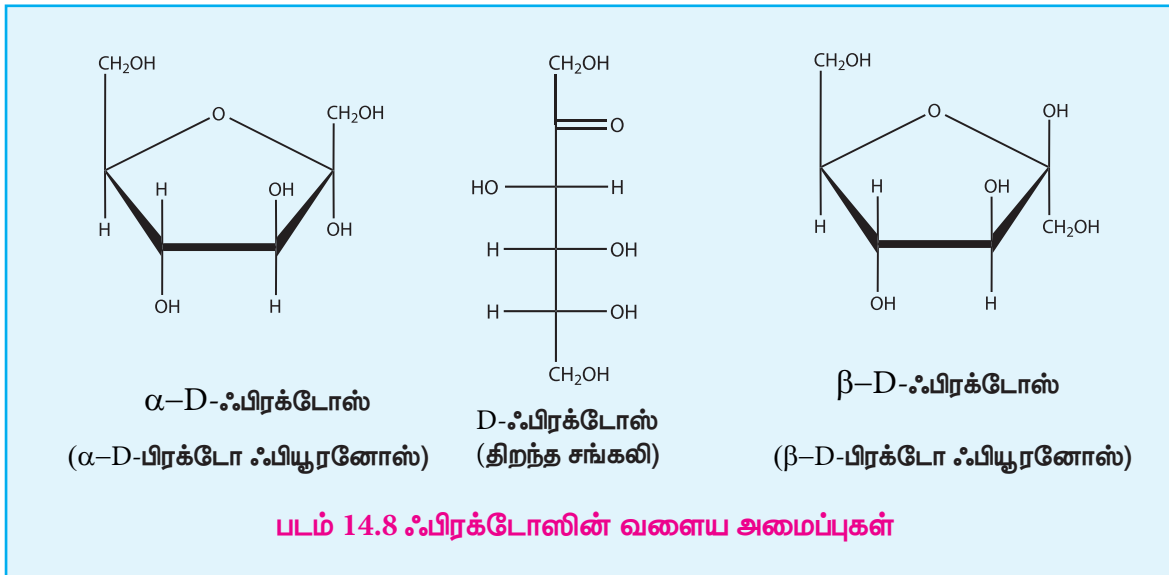 CH₂OH
O
CH₂OH
H
OH
H
OH
OH
H
α–D-ஃபிரக்டோஸ்
(α–D-பிரக்டோ ஃபியூரனோஸ்)
CH₂OH
O
HO
H
H
OH
H
OH
CH₂OH
D-ஃபிரக்டோஸ்
(திறந்த சங்கலி)
CH₂OH
O
OH
H
OH
H
CH₂OH
OH
H
β–D-ஃபிரக்டோஸ்
(β–D-பிரக்டோ ஃபியூரனோஸ்)
படம் 14.8 ஃபிரக்டோஸின் வளைய அமைப்புகள்